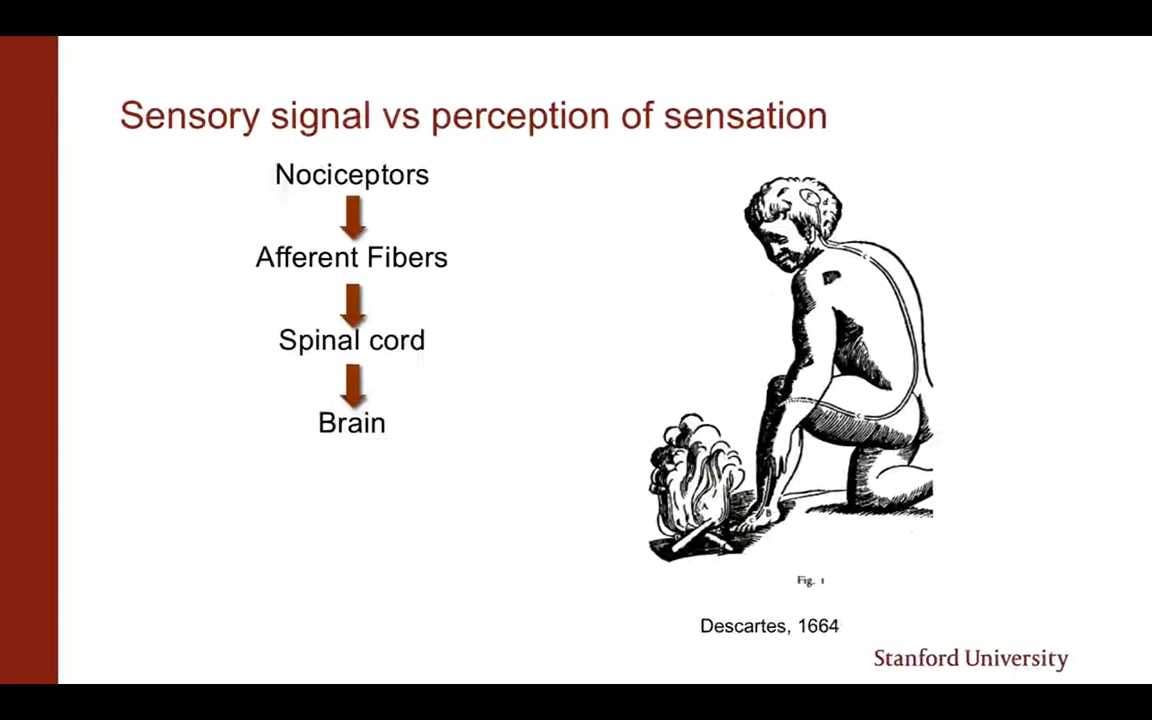 Sensory signal vs perception of sensation
Nociceptors
Afferent Fibers
Spinal cord
Brain
F
A
B
Fig. 1
Descartes, 1664
Stanford University